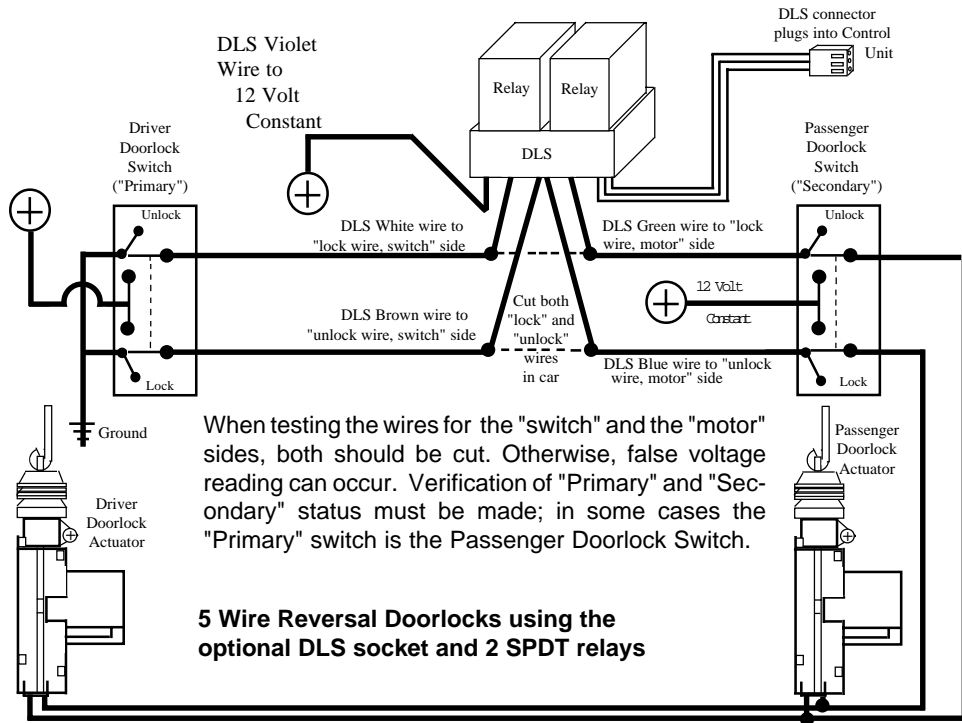 DLS connector
plugs into Control
Unit
DLS Violet
Wire to
12 Volt
Constant
Relay
Relay
DLS
Driver
Doorlock
Switch
("Primary")
Passenger
Doorlock
Switch
("Secondary")
Unlock
Unlock
DLS White wire to
"lock wire, switch" side
DLS Green wire to "lock
wire, motor" side
12 Volt
Constant
DLS Brown wire to
"unlock wire, switch" side
Cut both
"lock" and
"unlock"
wires
in car
DLS Blue wire to "unlock
wire, motor" side
Lock
Lock
Ground
When testing the wires for the "switch" and the "motor"
sides, both should be cut. Otherwise, false voltage
reading can occur. Verification of "Primary" and "Sec-
ondary" status must be made; in some cases the
"Primary" switch is the Passenger Doorlock Switch.
Passenger
Doorlock
Actuator
Driver
Doorlock
Actuator
5 Wire Reversal Doorlocks using the
optional DLS socket and 2 SPDT relays